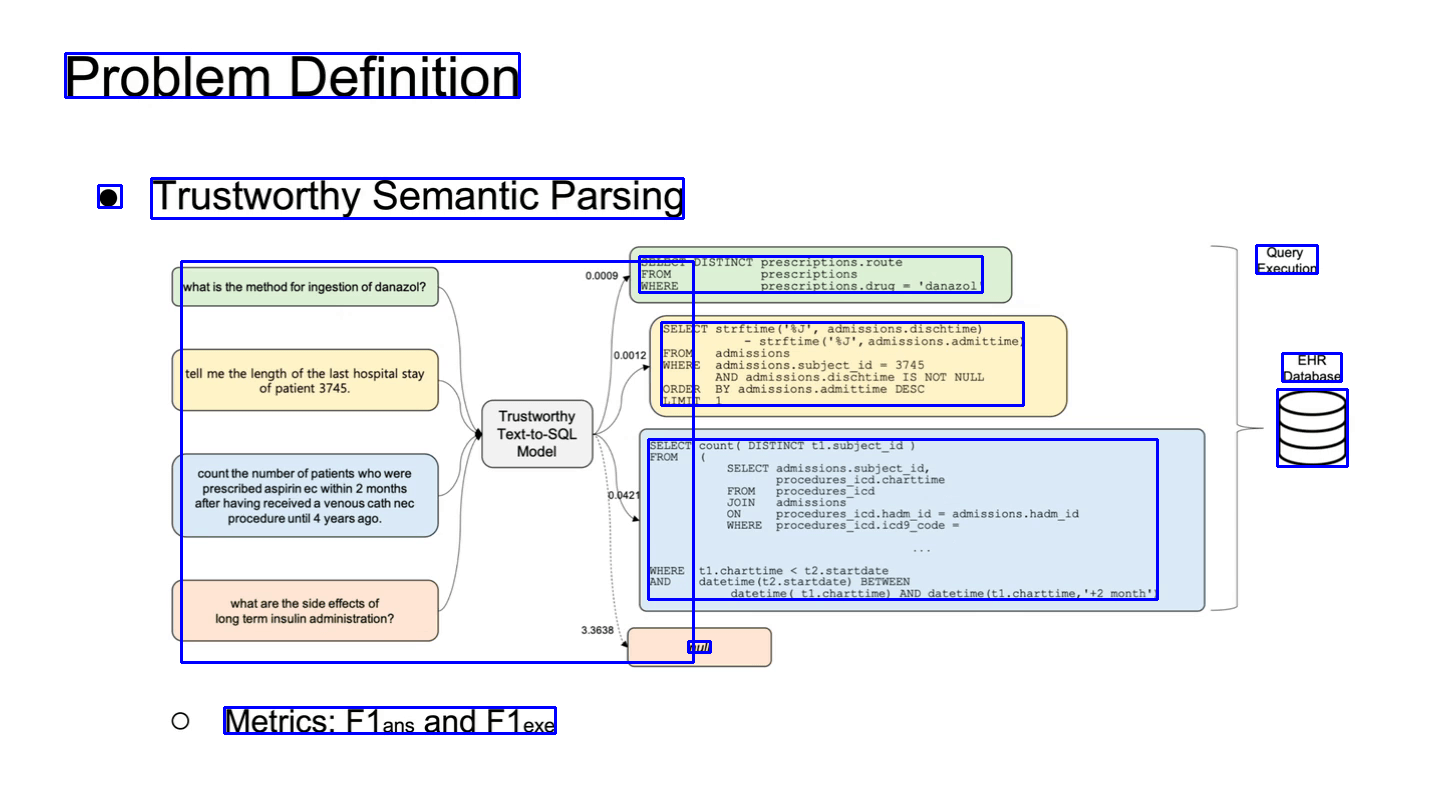 Problem Definition
● Trustworthy Semantic Parsing
what is the method for ingestion of danazol?
tell me the length of the last hospital stay
of patient 3745.
count the number of patients who were
prescribed aspirin ec within 2 months
after having received a venous cath nec
procedure until 4 years ago.
what are the side effects of
long term insulin administration?
Trustworthy
Text-to-SQL
Model
0.0009
SELECT DISTINCT prescriptions.route
FROM prescriptions
WHERE prescriptions.drug = 'danazol'
0.0012
SELECT strftime('%J', admissions.dischtime)
- strftime('%J',admissions.admittime)
FROM admissions
WHERE admissions.subject_id = 3745
AND admissions.dischtime IS NOT NULL
ORDER BY admissions.admittime DESC
LIMIT 1
0.0421
SELECT count( DISTINCT t1.subject_id )
FROM (
SELECT admissions.subject_id,
procedures_icd.charttime
FROM procedures_icd
JOIN admissions
ON procedures_icd.hadm_id = admissions.hadm_id
WHERE procedures_icd.icd9_code =
...
WHERE t1.charttime < t2.startdate
AND datetime(t2.startdate) BETWEEN
datetime( t1.charttime) AND datetime(t1.charttime,'+2 month')
3.3638
null
Query
Execution
EHR
Database
○ Metrics: F1ans and F1exe